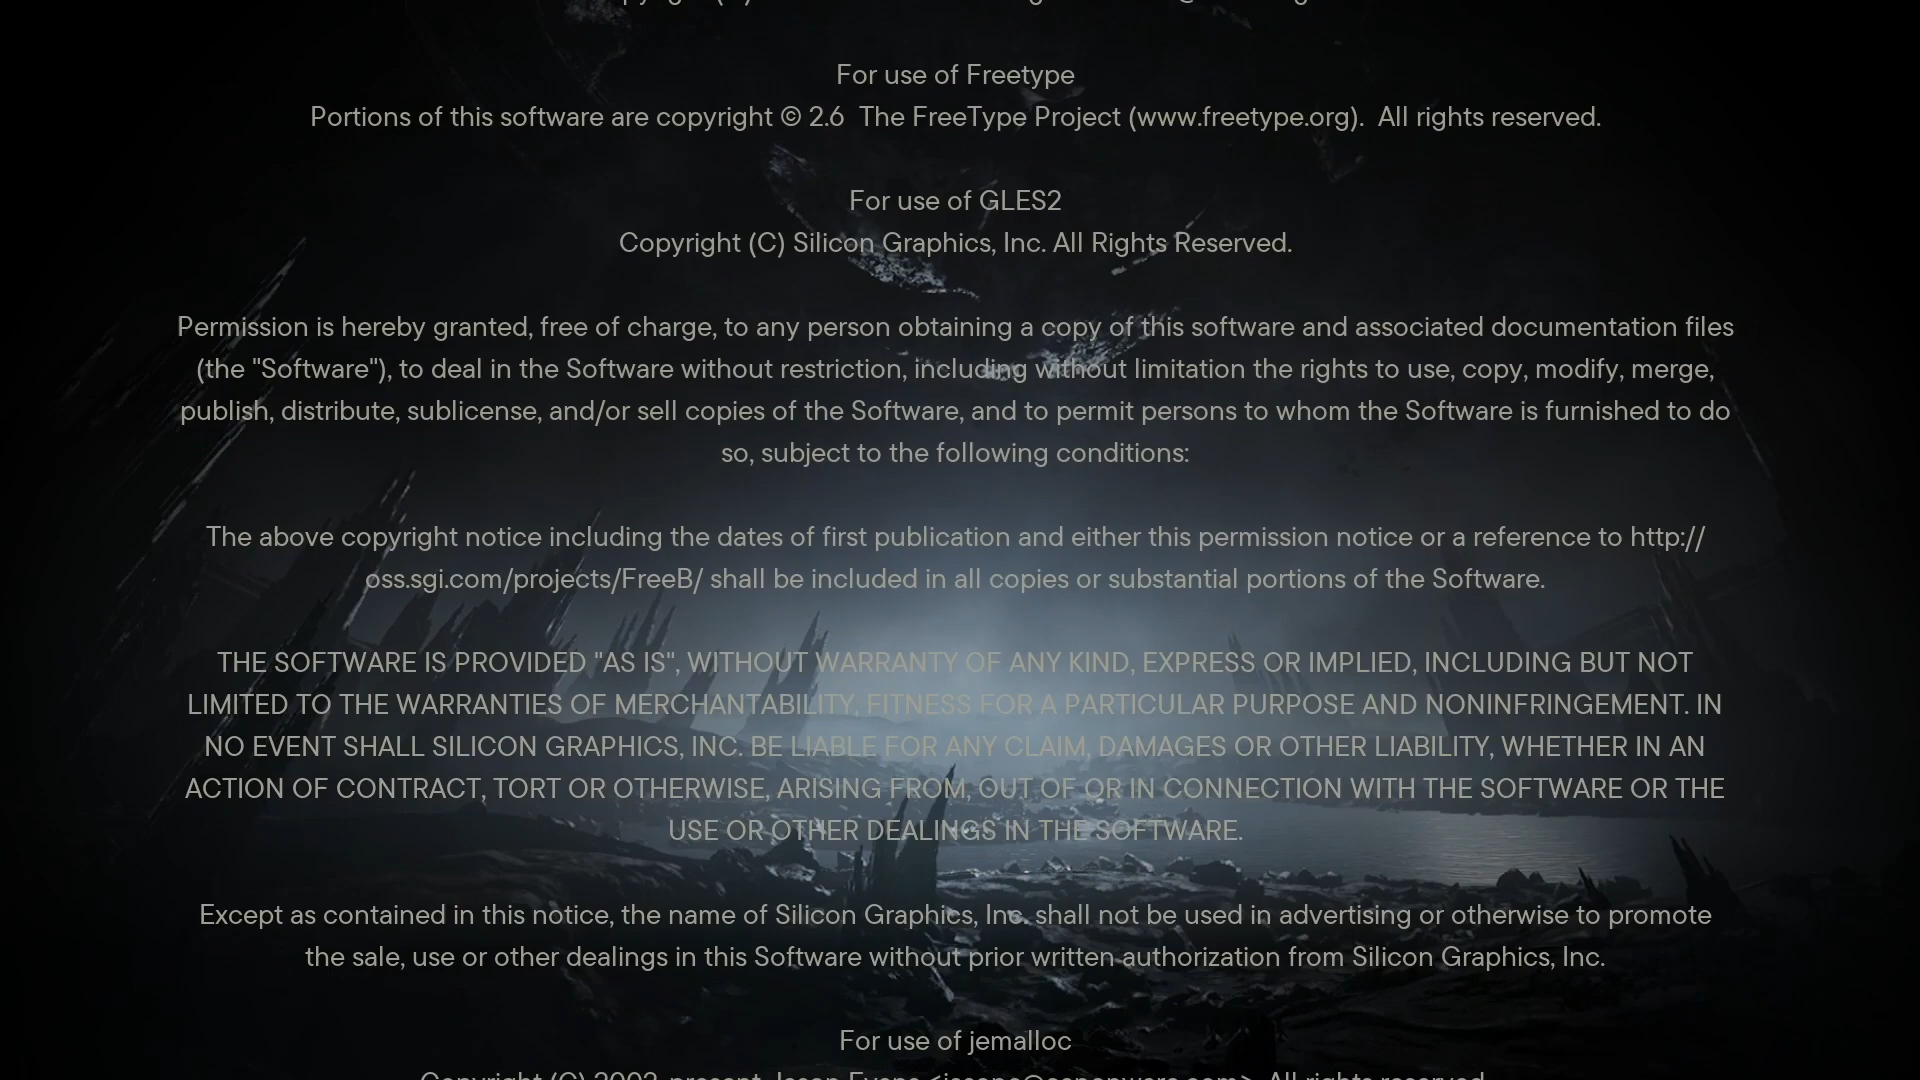 For use of Freetype
Portions of this software are copyright © 2.6  The FreeType Project (www.freetype.org).  All rights reserved.
For use of GLES2
Copyright (C) Silicon Graphics, Inc. All Rights Reserved.
Permission is hereby granted, free of charge, to any person obtaining a copy of this software and associated documentation files
(the "Software"), to deal in the Software without restriction, including without limitation the rights to use, copy, modify, merge,
publish, distribute, sublicense, and/or sell copies of the Software, and to permit persons to whom the Software is furnished to do
so, subject to the following conditions:
The above copyright notice including the dates of first publication and either this permission notice or a reference to http://
oss.sgi.com/projects/FreeB/ shall be included in all copies or substantial portions of the Software.
THE SOFTWARE IS PROVIDED "AS IS", WITHOUT WARRANTY OF ANY KIND, EXPRESS OR IMPLIED, INCLUDING BUT NOT
LIMITED TO THE WARRANTIES OF MERCHANTABILITY, FITNESS FOR A PARTICULAR PURPOSE AND NONINFRINGEMENT. IN
NO EVENT SHALL SILICON GRAPHICS, INC. BE LIABLE FOR ANY CLAIM, DAMAGES OR OTHER LIABILITY, WHETHER IN AN
ACTION OF CONTRACT, TORT OR OTHERWISE, ARISING FROM, OUT OF OR IN CONNECTION WITH THE SOFTWARE OR THE
USE OR OTHER DEALINGS IN THE SOFTWARE.
Except as contained in this notice, the name of Silicon Graphics, Inc. shall not be used in advertising or otherwise to promote
the sale, use or other dealings in this Software without prior written authorization from Silicon Graphics, Inc.
For use of jemalloc
Copyright (C) 2002-present Jason Evans All rights reserved.